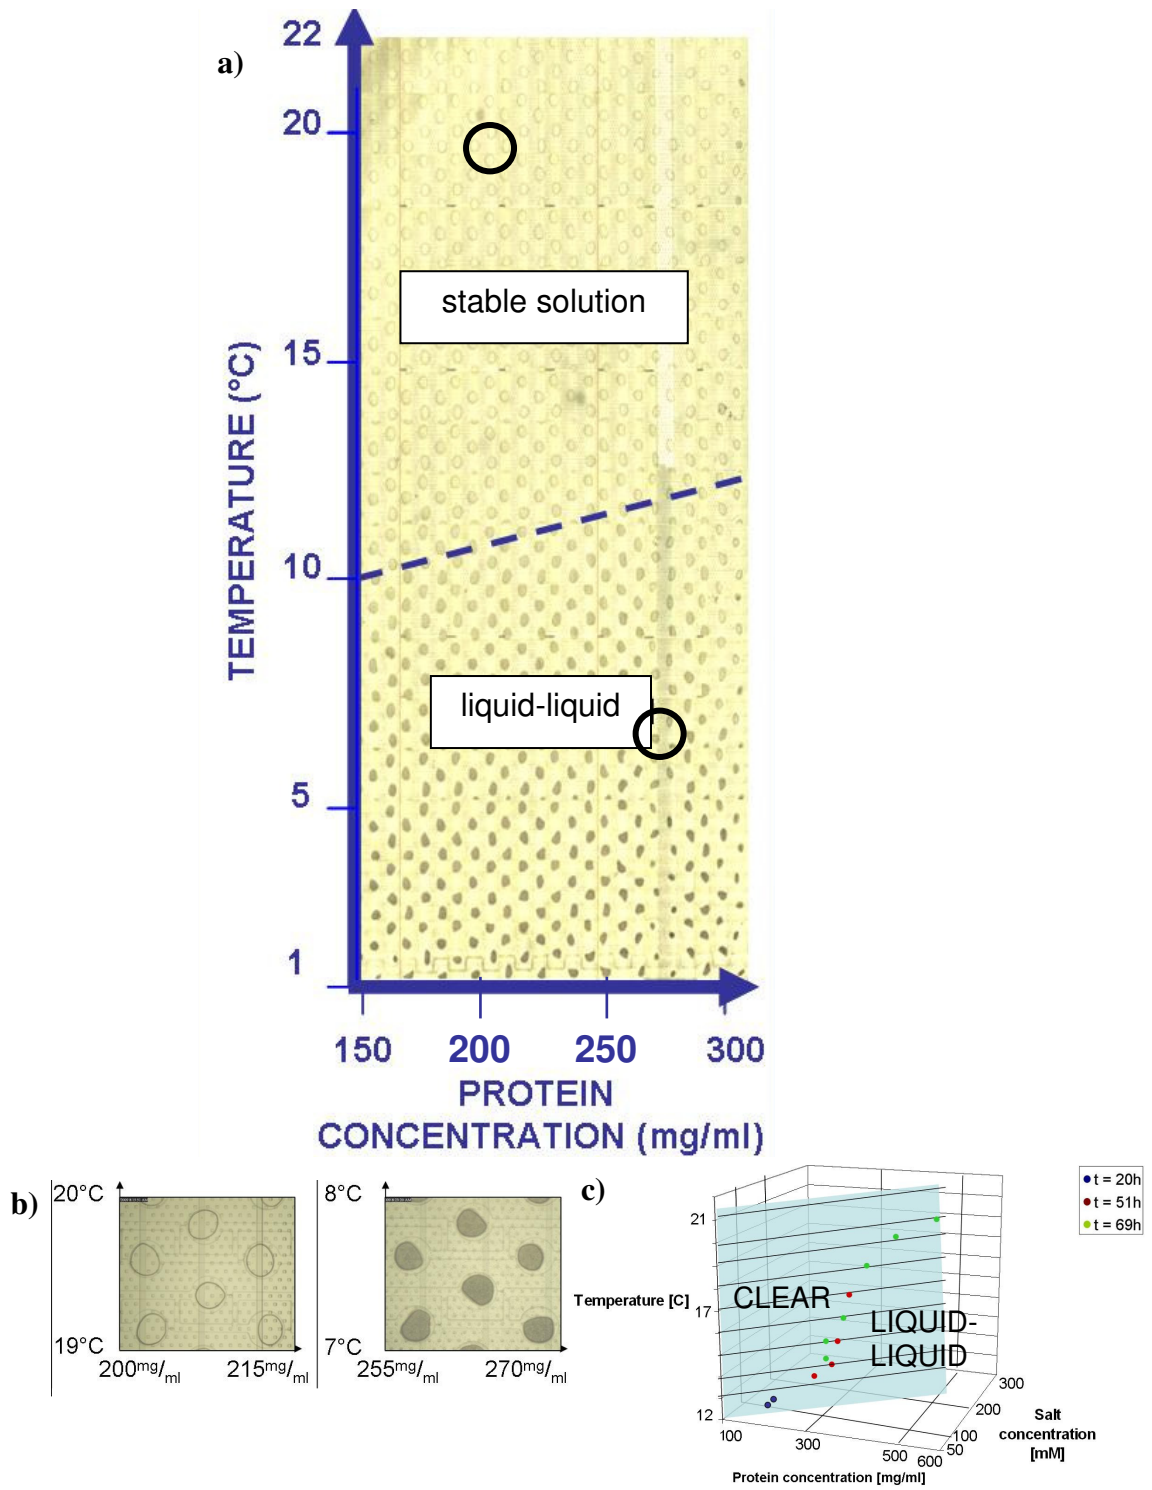 a)
22
20
15
10
5
1
TEMPERATURE (°C)
stable solution
liquid-liquid
150 200 250 300
PROTEIN
CONCENTRATION (mg/ml)
b)
20°C
19°C
200mg/ml 215mg/ml
8°C
7°C
255mg/ml 270mg/ml
c)
t = 20h
t = 51h
t = 69h
Temperature [C]
21
17
12
CLEAR
LIQUID-
LIQUID
100 300 500 600
50
100
200
300
Salt
concentration
[mM]
Protein concentration [mg/ml]